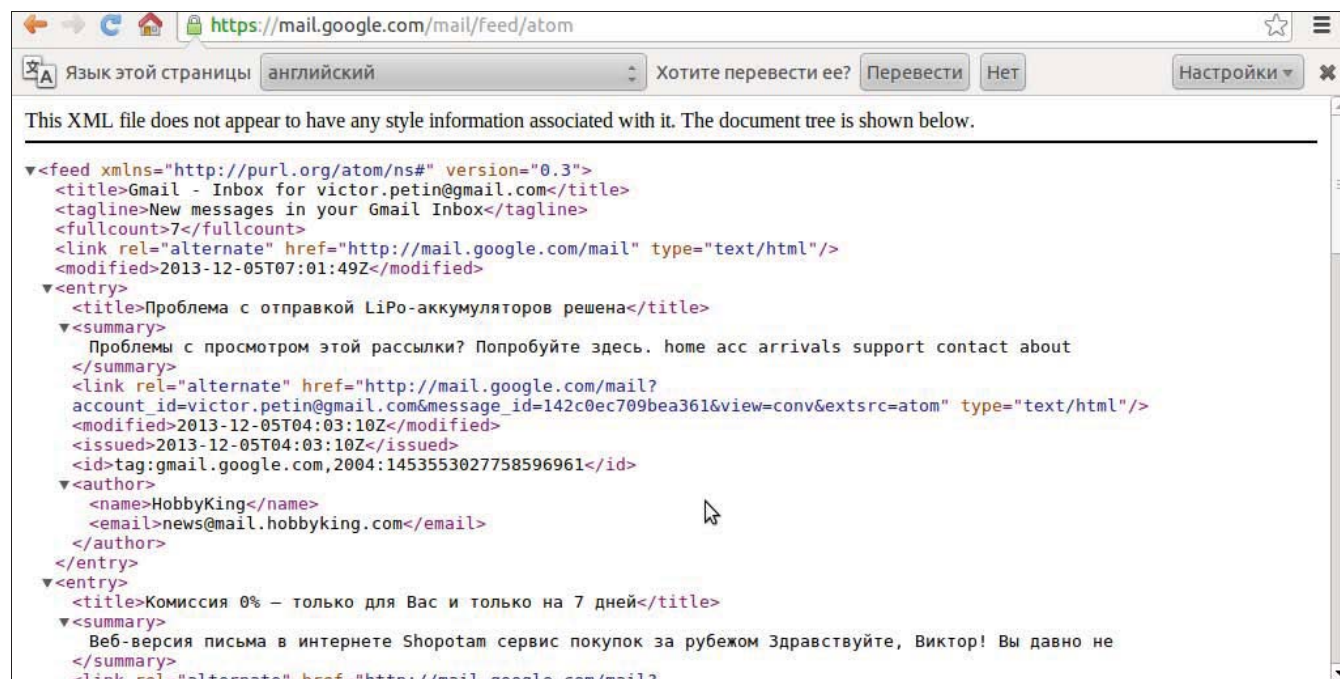 https://mail.google.com/mail/feed/atom
Язык этой страницы английский Хотите перевести ее? Перевести Нет Настройки
This XML file does not appear to have any style information associated with it. The document tree is shown below.
▼<feed xmlns="http://purl.org/atom/ns#" version="0.3">
<title>Gmail - Inbox for victor.petin@gmail.com</title>
<tagline>New messages in your Gmail Inbox</tagline>
<fullcount>7</fullcount>
<link rel="alternate" href="http://mail.google.com/mail" type="text/html"/>
<modified>2013-12-05T07:01:49Z</modified>
▼<entry>
<title>Проблема с отправкой LiPo-аккумуляторов решена</title>
▼<summary>
Проблемы с просмотром этой рассылки? Попробуйте здесь. home acc arrivals support contact about
</summary>
<link rel="alternate" href="http://mail.google.com/mail?
account_id=victor.petin@gmail.com&message_id=142c0ec709bea361&view=conv&extsrc=atom" type="text/html"/>
<modified>2013-12-05T04:03:10Z</modified>
<issued>2013-12-05T04:03:10Z</issued>
<id>tag:gmail.google.com,2004:1453553027758596961</id>
▼<author>
<name>HobbyKing</name>
<email>news@mail.hobbyking.com</email>
</author>
</entry>
▼<entry>
<title>Комиссия 0% — только для Вас и только на 7 дней</title>
▼<summary>
Веб-версия письма в интернете Shopotam сервис покупок за рубежом Здравствуйте, Виктор! Вы давно не
</summary>
<link rel="alternate" href="http://mail.google.com/mail?